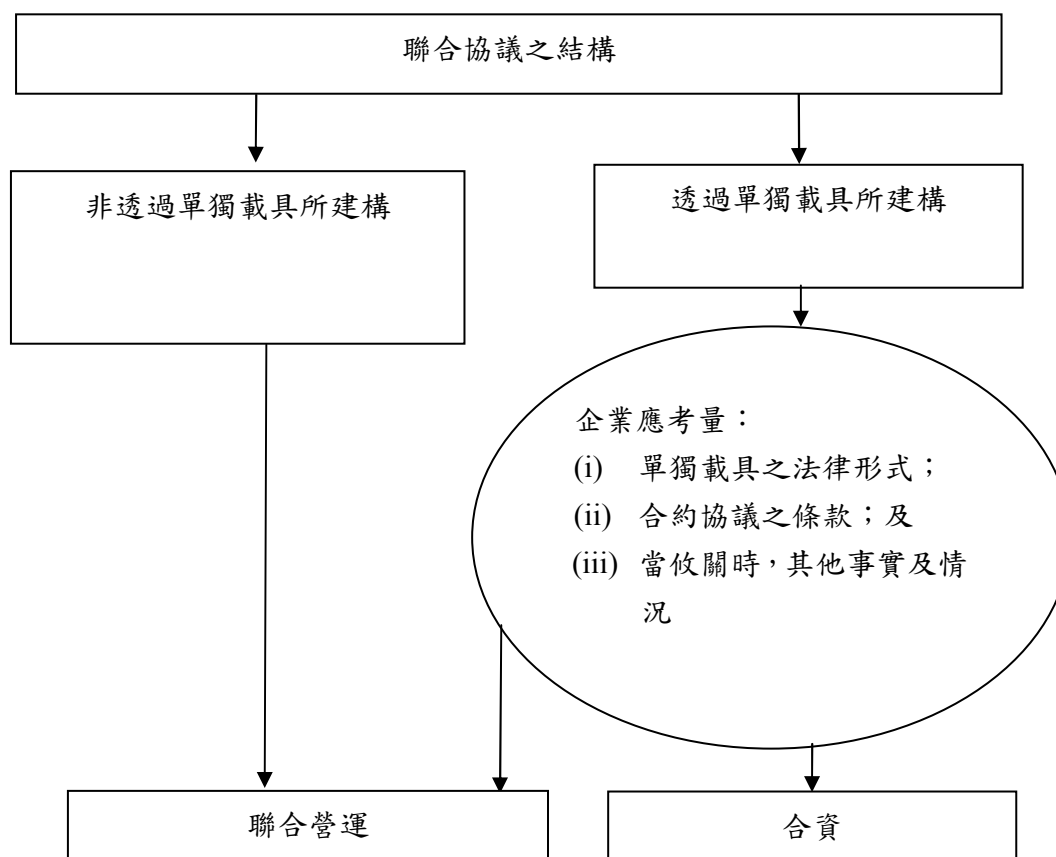 聯合協議之結構
非透過單獨載具所建構
透過單獨載具所建構
企業應考量：
(i) 單獨載具之法律形式；
(ii) 合約協議之條款；及
(iii) 當攸關時，其他事實及情
況
聯合營運
合資